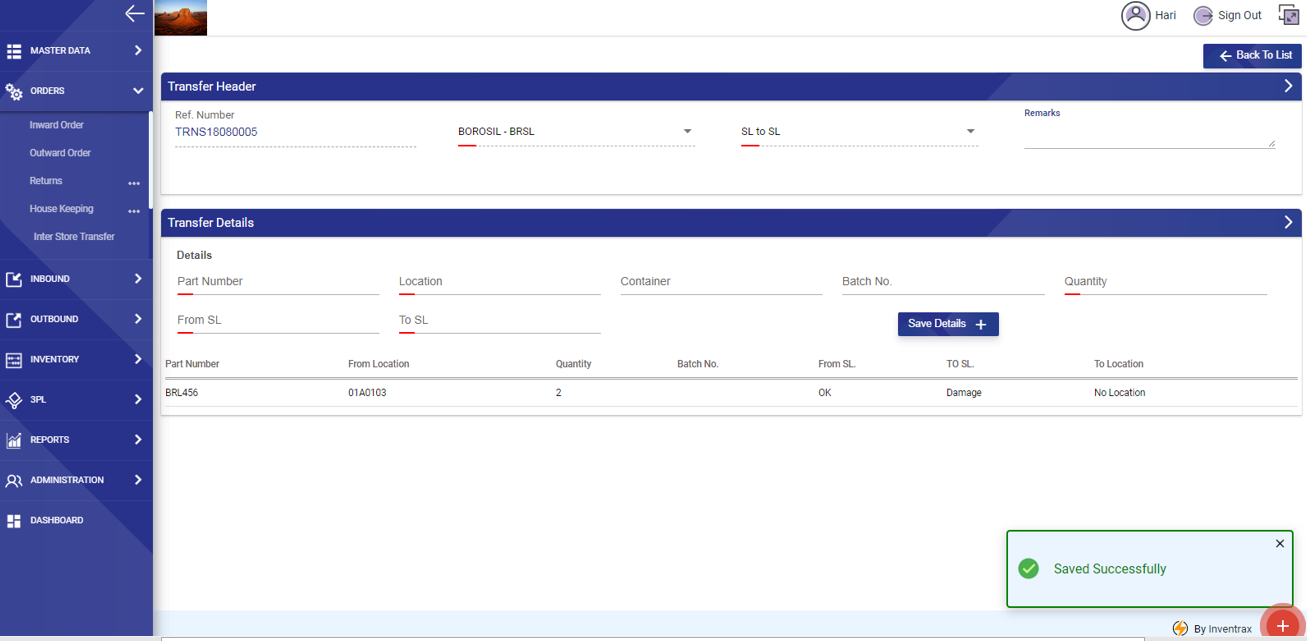 Hari
Sign Out
MASTER DATA
ORDERS
Inward Order
Outward Order
Returns
House Keeping
Inter Store Transfer
INBOUND
OUTBOUND
INVENTORY
3PL
REPORTS
ADMINISTRATION
DASHBOARD
Back To List
Transfer Header
Ref. Number
TRNS18080005
BOROSIL - BRSL
SL to SL
Remarks
Transfer Details
Details
Part Number Location Container Batch No. Quantity
From SL To SL Save Details +
Part Number From Location Quantity Batch No. From SL. TO SL. To Location
BRL456 01A0103 2 OK Damage No Location
Saved Successfully
By Inventrax